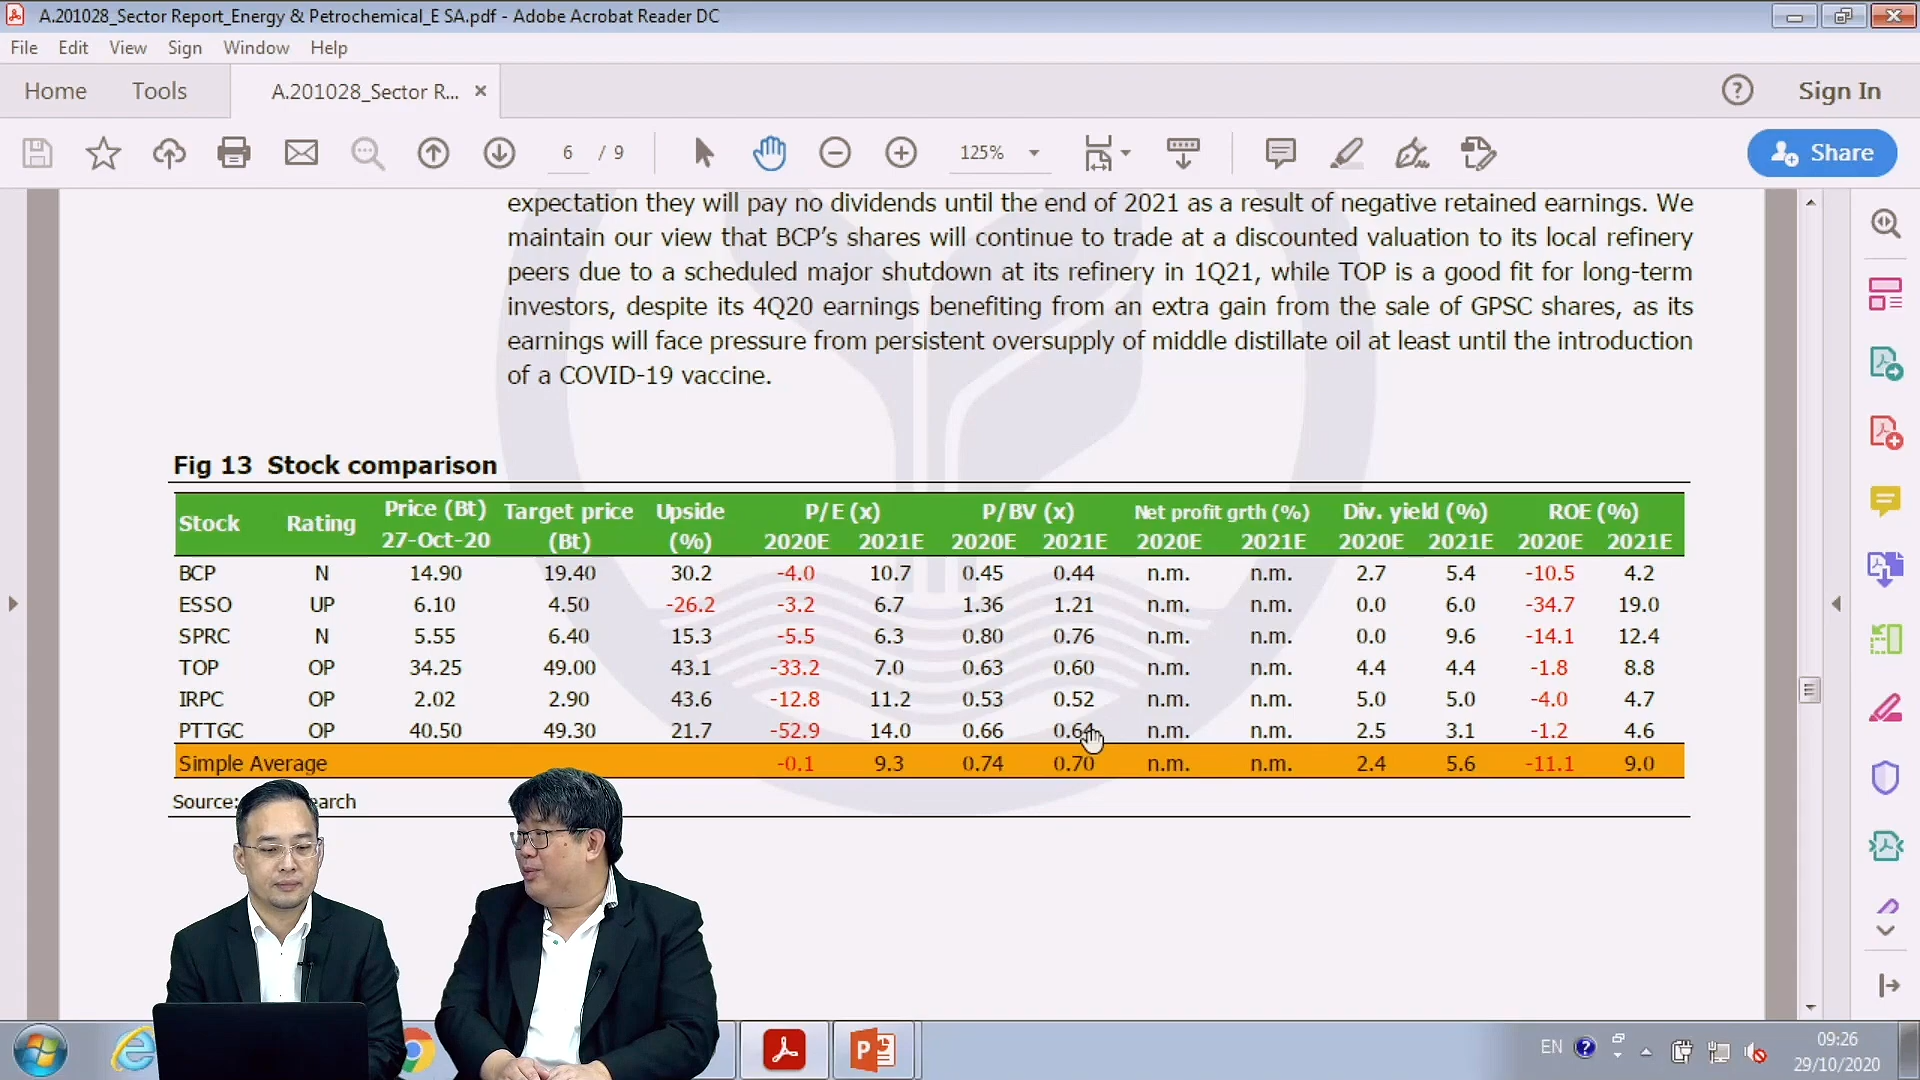 A.201028_Sector Report_Energy & Petrochemical_E SA.pdf - Adobe Acrobat Reader DC
File Edit View Sign Window Help
Home Tools A.201028_Sector R... Sign In
6 / 9 125% Share
expectation they will pay no dividends until the end of 2021 as a result of negative retained earnings. We
maintain our view that BCP’s shares will continue to trade at a discounted valuation to its local refinery
peers due to a scheduled major shutdown at its refinery in 1Q21, while TOP is a good fit for long-term
investors, despite its 4Q20 earnings benefiting from an extra gain from the sale of GPSC shares, as its
earnings will face pressure from persistent oversupply of middle distillate oil at least until the introduction
of a COVID-19 vaccine.
Fig 13 Stock comparison
Stock Rating Price (Bt) Target price Upside P/E (x) P/BV (x) Net profit grth (%) Div. yield (%) ROE (%)
27-Oct-20 (Bt) (%) 2020E 2021E 2020E 2021E 2020E 2021E 2020E 2021E 2020E 2021E
BCP N 14.90 19.40 30.2 -4.0 10.7 0.45 0.44 n.m. n.m. 2.7 5.4 -10.5 4.2
ESSO UP 6.10 4.50 -26.2 -3.2 6.7 1.36 1.21 n.m. n.m. 0.0 6.0 -34.7 19.0
SPRC N 5.55 6.40 15.3 -5.5 6.3 0.80 0.76 n.m. n.m. 0.0 9.6 -14.1 12.4
TOP OP 34.25 49.00 43.1 -33.2 7.0 0.63 0.60 n.m. n.m. 4.4 4.4 -1.8 8.8
IRPC OP 2.02 2.90 43.6 -12.8 11.2 0.53 0.52 n.m. n.m. 5.0 5.0 -4.0 4.7
PTTGC OP 40.50 49.30 21.7 -52.9 14.0 0.66 0.64 n.m. n.m. 2.5 3.1 -1.2 4.6
Simple Average -0.1 9.3 0.74 0.70 n.m. n.m. 2.4 5.6 -11.1 9.0
Source:
EN 09:26
29/10/2020